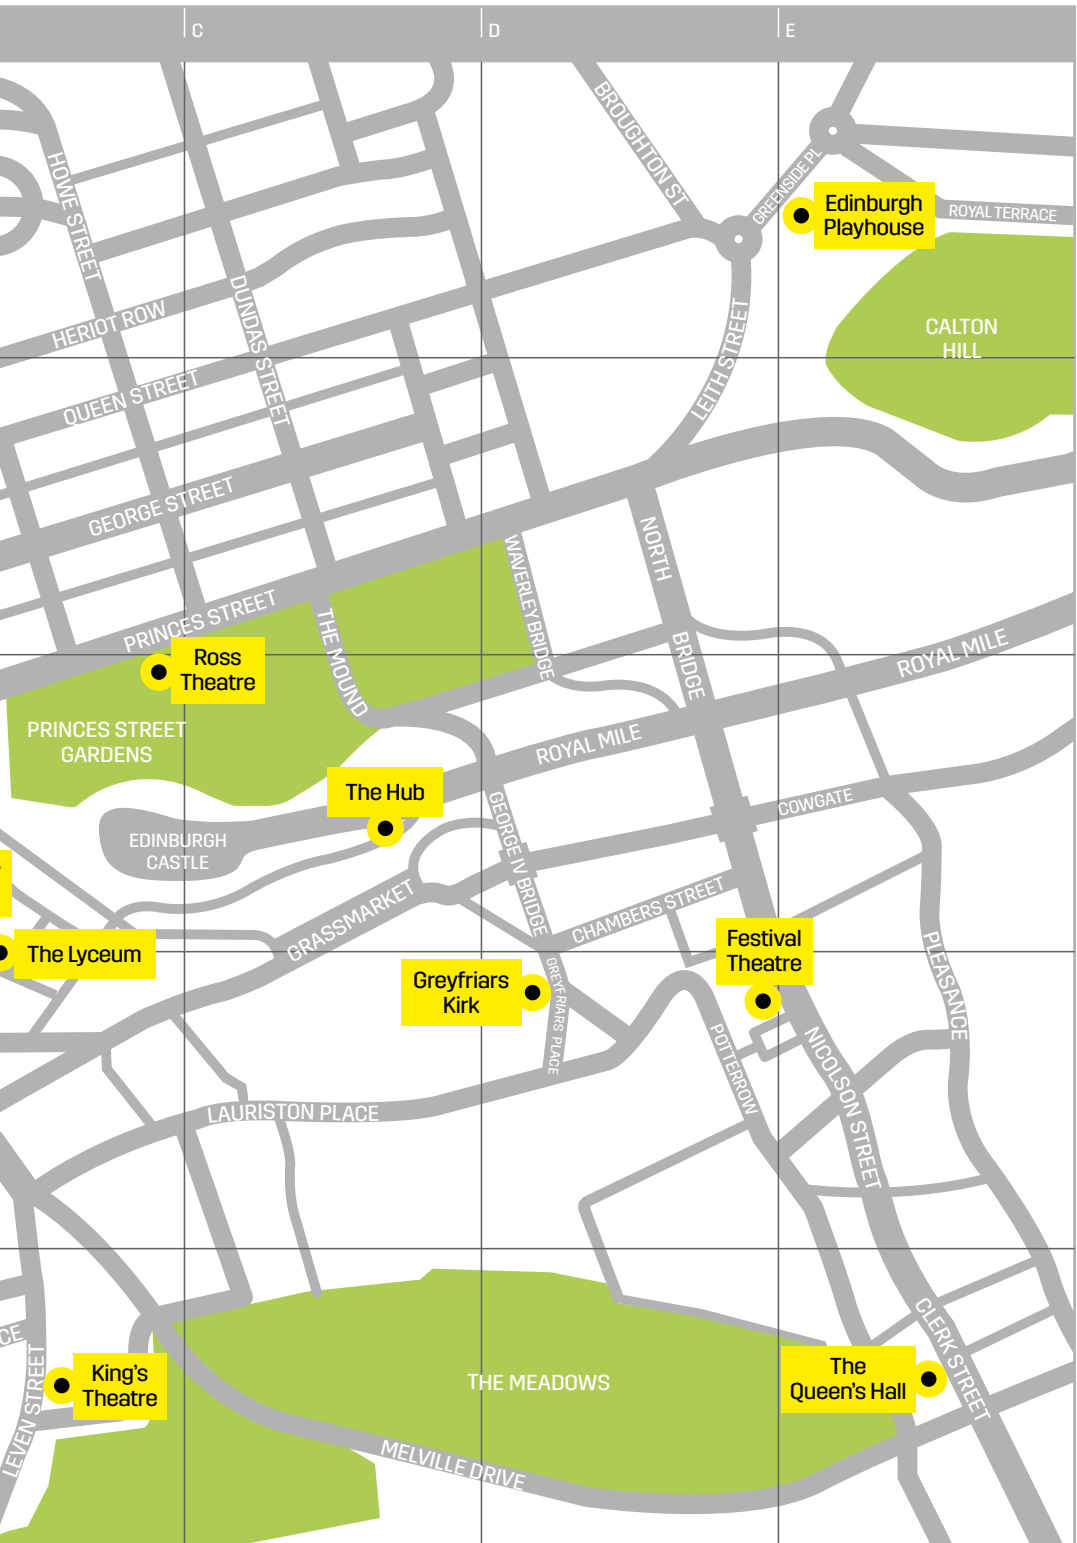 C
D
E
BROUGHTON ST
GREENSIDE PL
HOWE STREET
Edinburgh
Playhouse
ROYAL TERRACE
HERIOT ROW
DUNDAS STREET
LEITH STREET
CALTON
HILL
QUEEN STREET
GEORGE STREET
NORTH
BRIDGE
WAVERLEY BRIDGE
PRINCES STREET
THE MOUND
Ross
Theatre
ROYAL MILE
PRINCES STREET
GARDENS
ROYAL MILE
The Hub
GEORGE IV BRIDGE
COWGATE
EDINBURGH
CASTLE
GRASSMARKET
CHAMBERS STREET
The Lyceum
Festival
Theatre
PLEASANCE
Greyfriars
Kirk
GREYFRIARS PLACE
POTTERROW
NICOLSON STREET
LAURISTON PLACE
CE
LEVEN STREET
King's
Theatre
THE MEADOWS
The
Queen's Hall
CLERK STREET
MELVILLE DRIVE